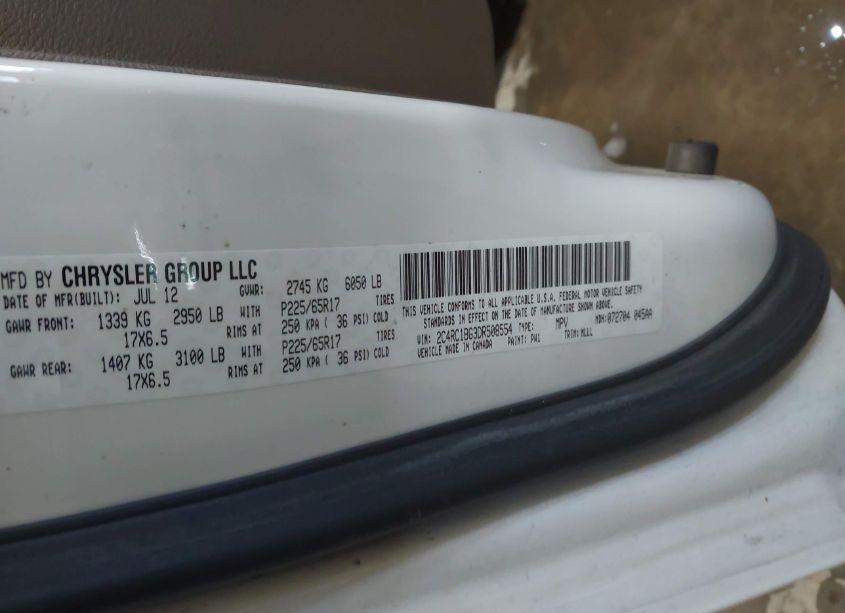 MFD BY CHRYSLER GROUP LLC
DATE OF MFR(BUILT): JUL 12 GVWR: 2745 KG 6050 LB
GAWR FRONT: 1339 KG 2950 LB WITH P225/65R17 TIRES
17X6.5 RIMS AT 250 KPA ( 36 PSI) COLD
GAWR REAR: 1407 KG 3100 LB WITH P225/65R17 TIRES
17X6.5 RIMS AT 250 KPA ( 36 PSI) COLD
THIS VEHICLE CONFORMS TO ALL APPLICABLE U.S.A. FEDERAL MOTOR VEHICLE SAFETY
STANDARDS IN EFFECT ON THE DATE OF MANUFACTURE SHOWN ABOVE.
VIN: 2C4RC1BG3DR508554 TYPE: MPV MDH: 072704 045AA
VEHICLE MADE IN CANADA PAINT: PW1 TRIM: MLLL